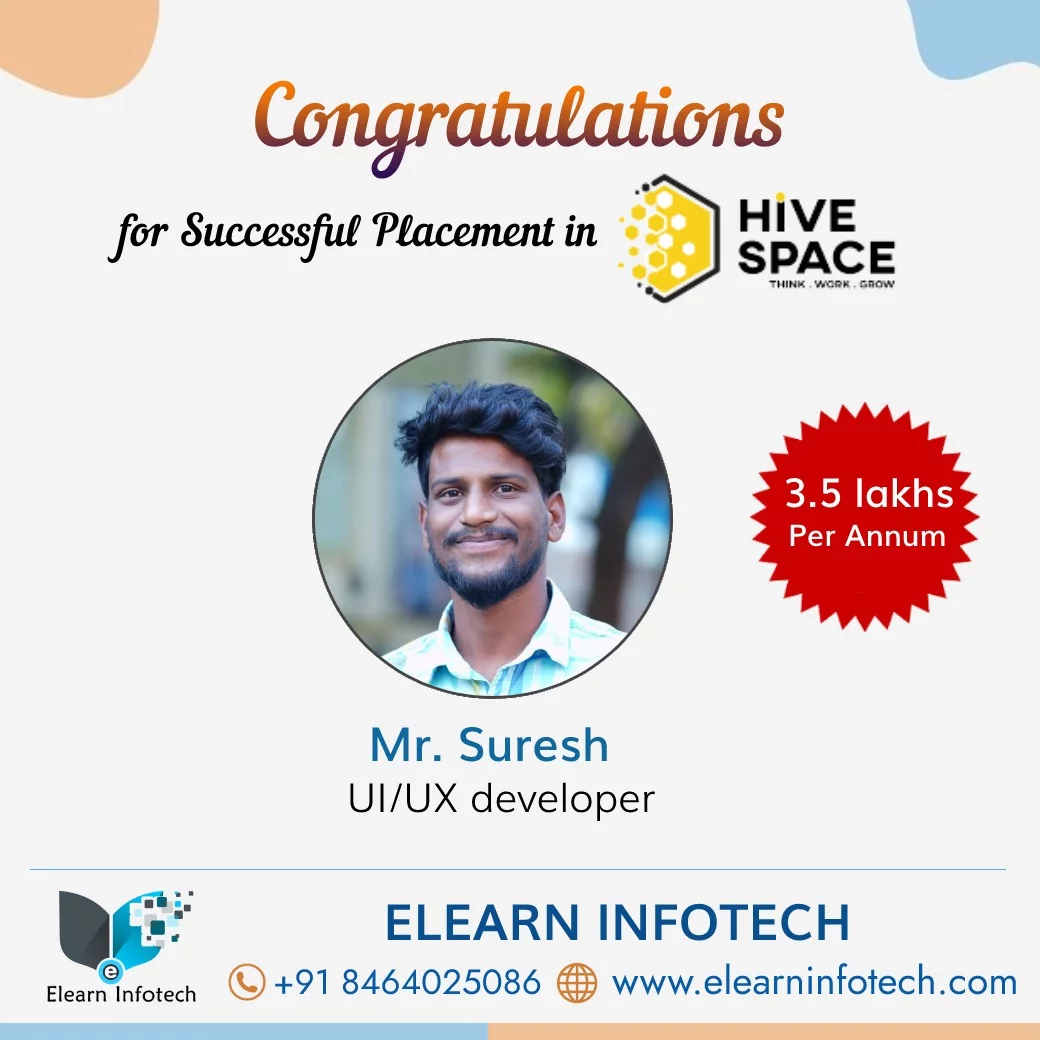 Congratulations
for Successful Placement in
HiVE
SPACE
THINK . WORK . GROW
3.5 lakhs
Per Annum
Mr. Suresh
UI/UX developer
e
Elearn Infotech
ELEARN INFOTECH
+91 8464025086 www.elearninfotech.com